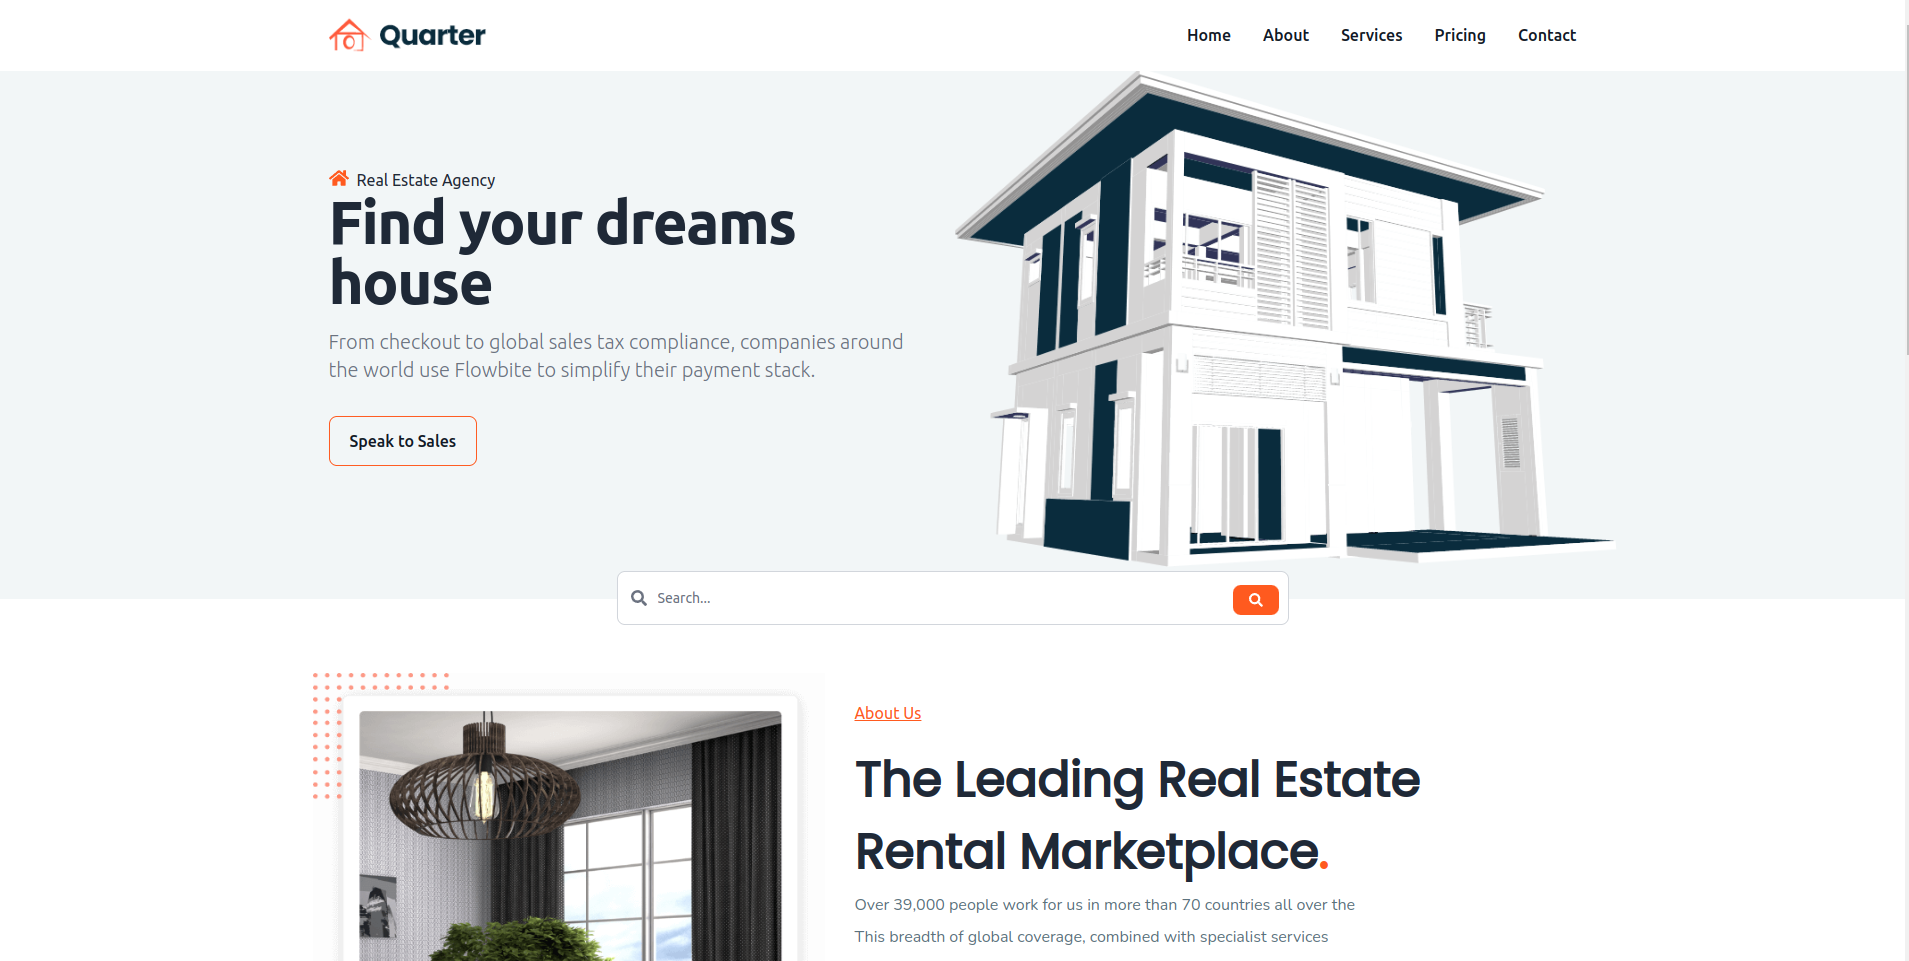 Quarter
Home About Services Pricing Contact
Real Estate Agency
Find your dreams
house
From checkout to global sales tax compliance, companies around
the world use Flowbite to simplify their payment stack.
Speak to Sales
Search...
About Us
The Leading Real Estate
Rental Marketplace.
Over 39,000 people work for us in more than 70 countries all over the
This breadth of global coverage, combined with specialist services